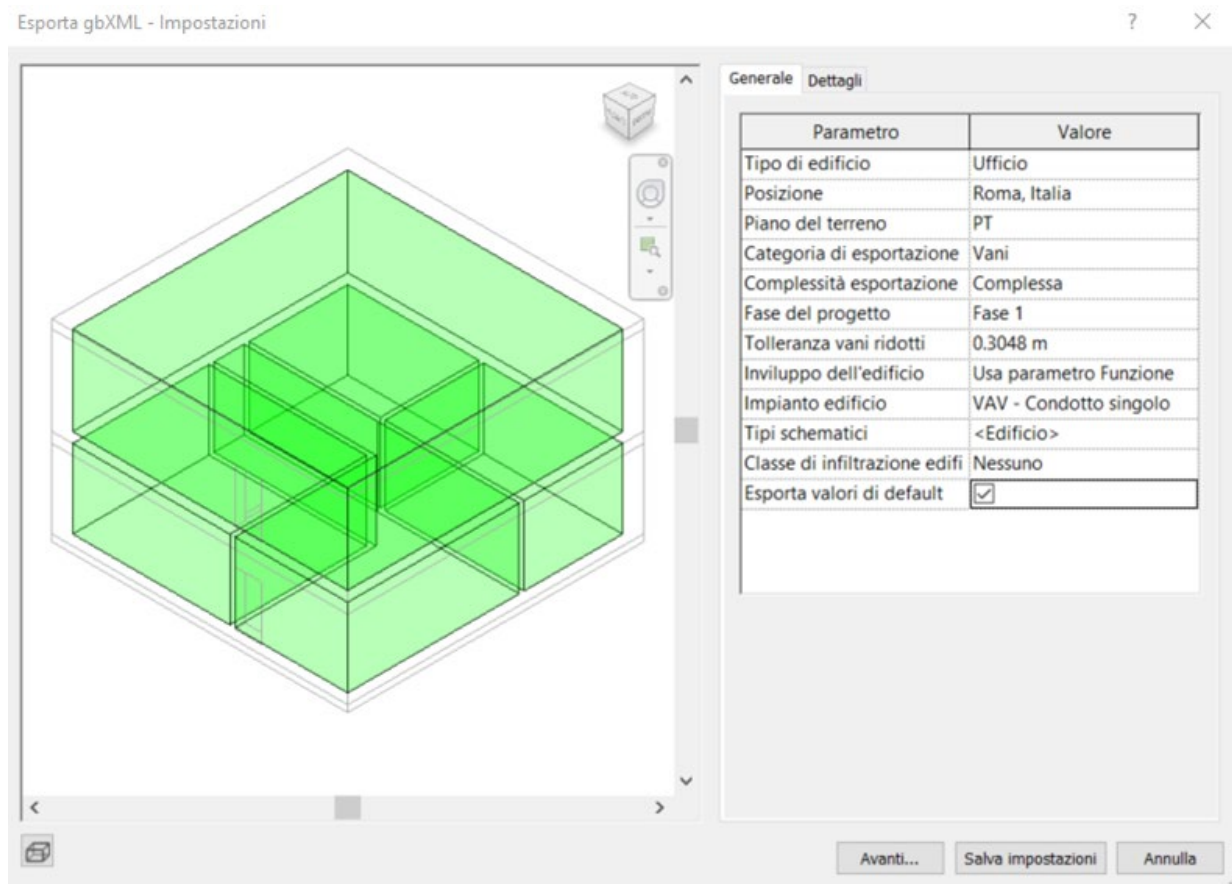 Esporta gbXML - Impostazioni
Generale Dettagli
Parametro Valore
Tipo di edificio Ufficio
Posizione Roma, Italia
Piano del terreno PT
Categoria di esportazione Vani
Complessità esportazione Complessa
Fase del progetto Fase 1
Tolleranza vani ridotti 0.3048 m
Inviluppo dell'edificio Usa parametro Funzione
Impianto edificio VAV - Condotto singolo
Tipi schematici <Edificio>
Classe di infiltrazione edifi Nessuno
Esporta valori di default
Avanti... Salva impostazioni Annulla